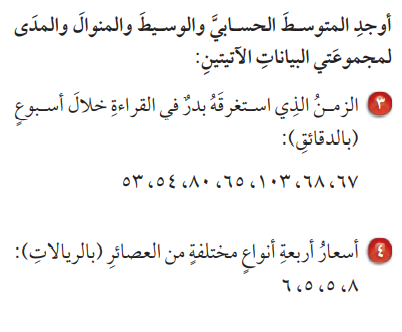 أوجدِ المتوسطَ الحسابيَّ والوسيطَ والمنوالَ والمدَى
لمجموعَتي البياناتِ الآتيتينِ:
٣ الزمنُ الذِي استغرقَهُ بدرٌ في القراءةِ خلالَ أسبوعٍ
(بالدقائقِ):
٦٧، ٦٨، ١٠٣، ٦٥، ٨٠، ٥٤، ٥٣
٤ أسعارُ أربعةِ أنواعٍ مختلفةٍ من العصائرِ (بالريالاتِ):
٨، ٥، ٥، ٦